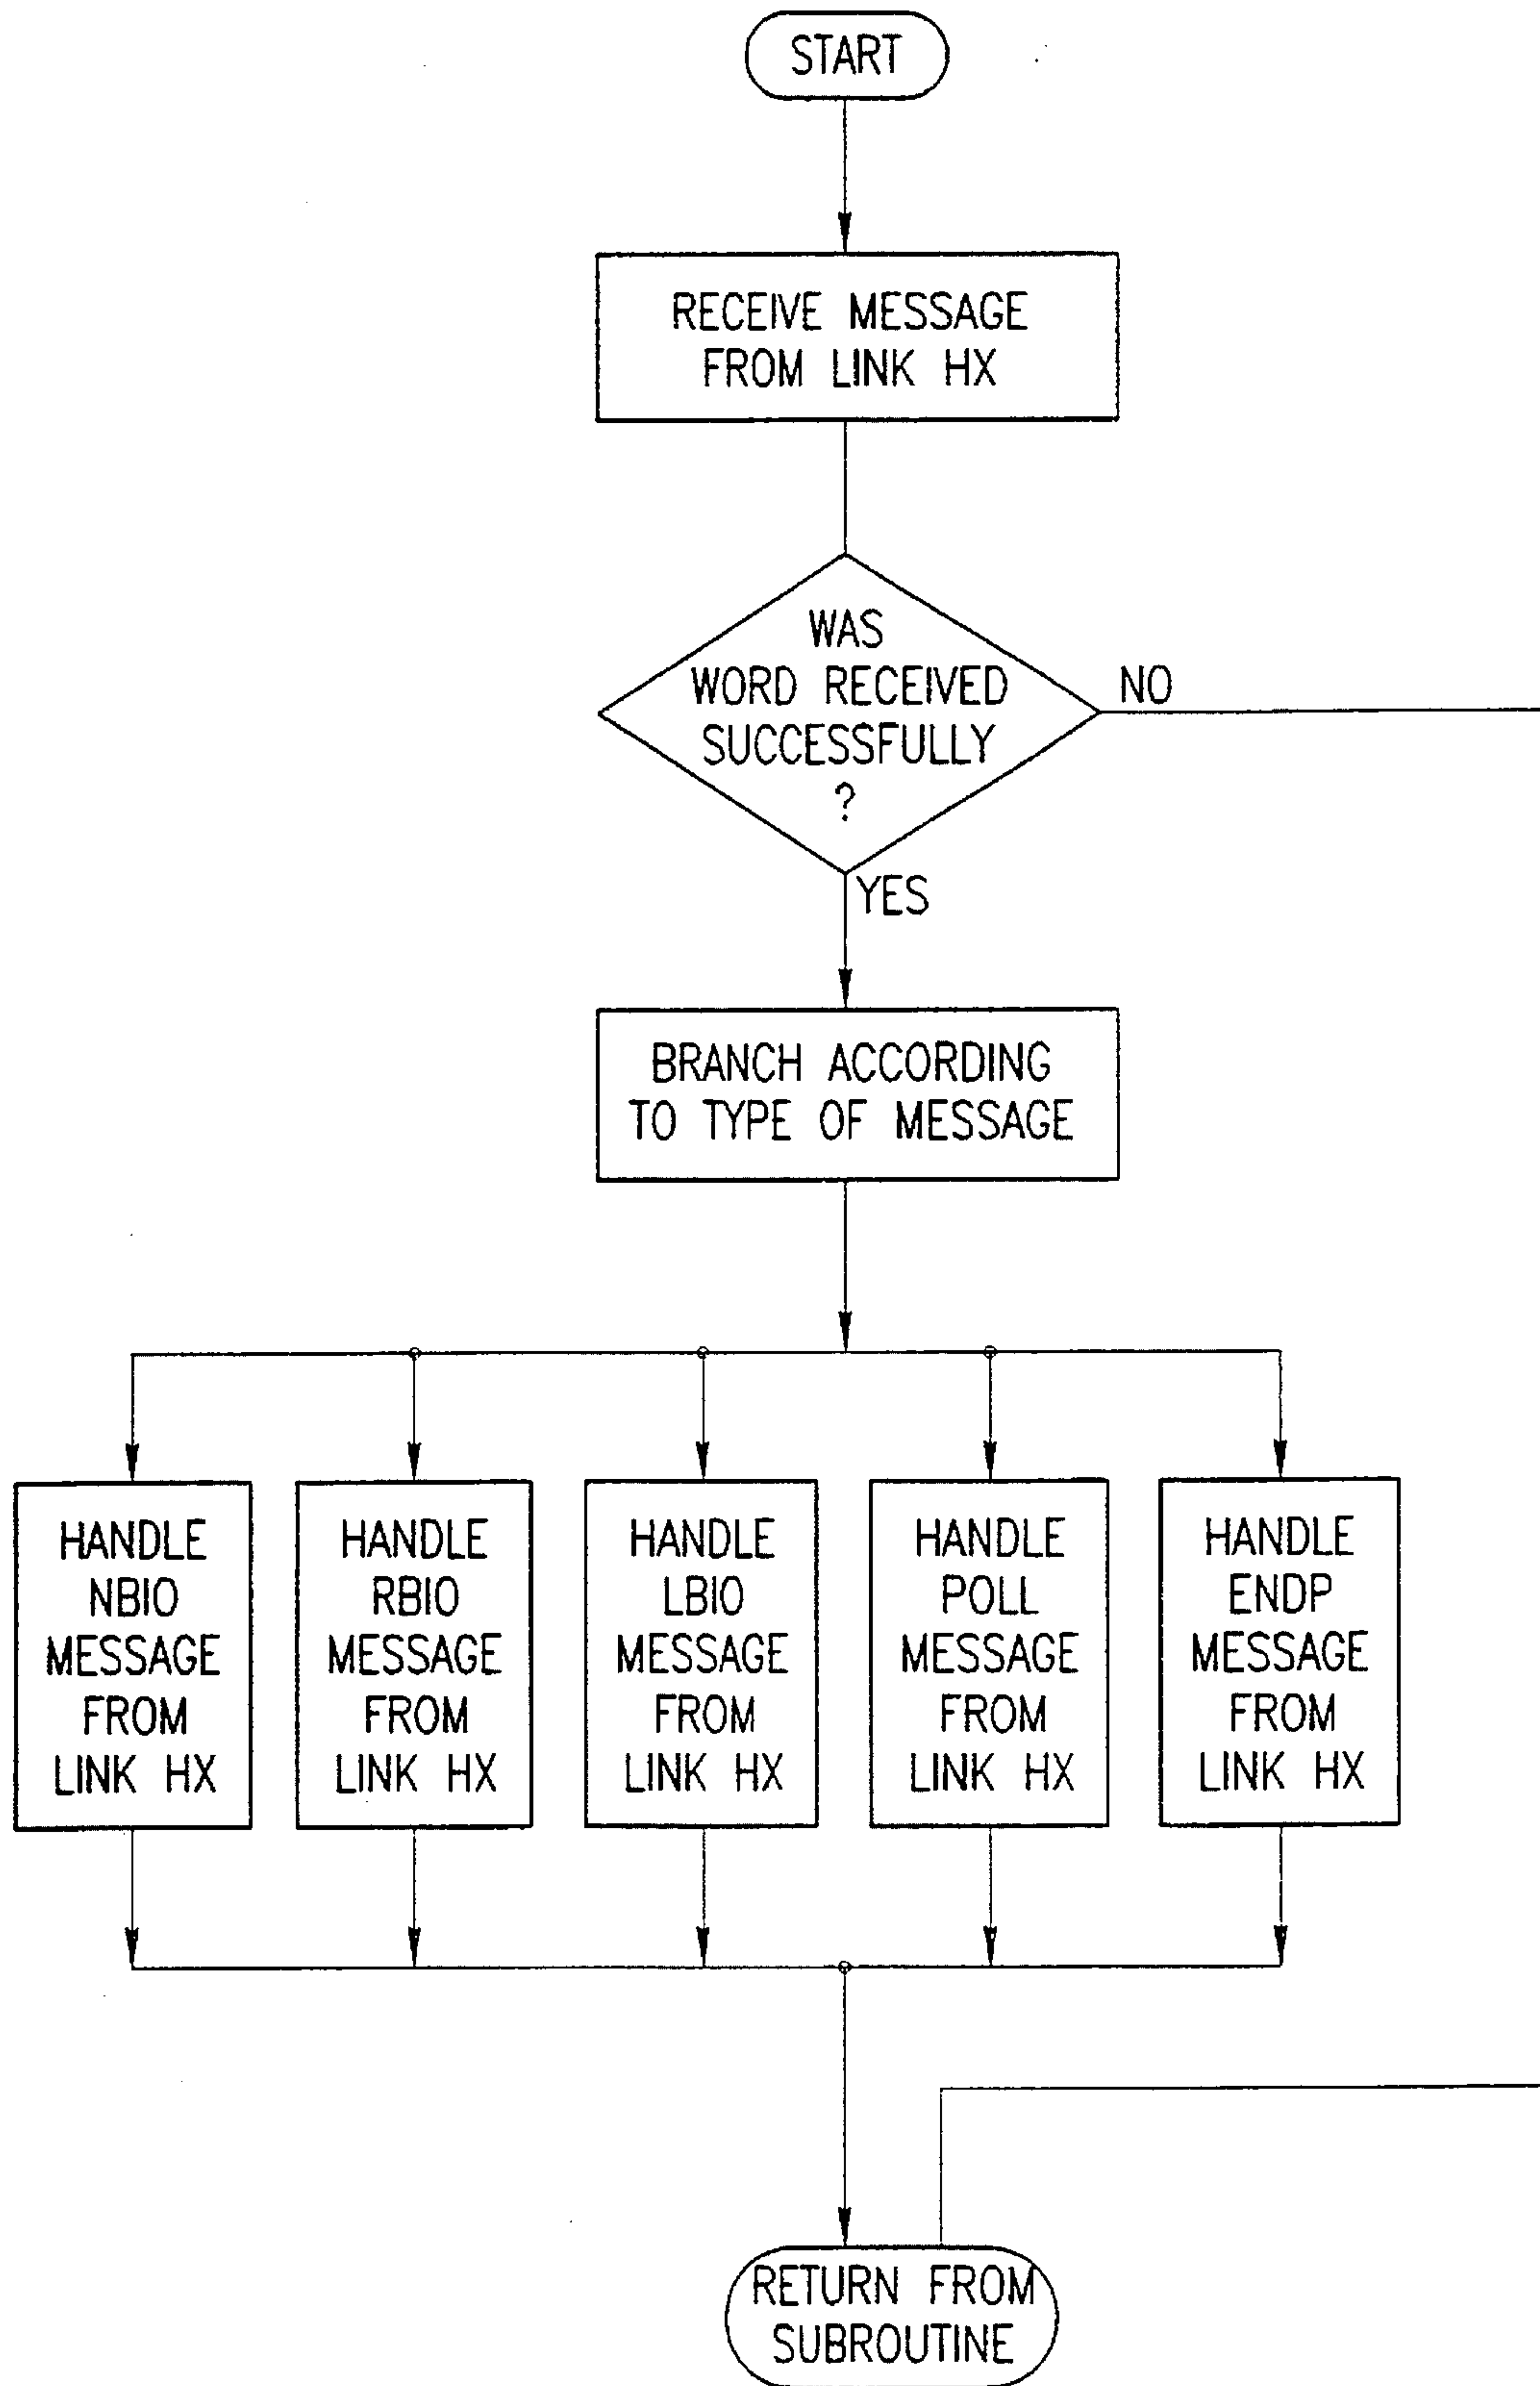 START
RECEIVE MESSAGE
FROM LINK HX
WAS
WORD RECEIVED
SUCCESSFULLY
?
NO
YES
BRANCH ACCORDING
TO TYPE OF MESSAGE
HANDLE
NBIO
MESSAGE
FROM
LINK HX
HANDLE
RBIO
MESSAGE
FROM
LINK HX
HANDLE
LBIO
MESSAGE
FROM
LINK HX
HANDLE
POLL
MESSAGE
FROM
LINK HX
HANDLE
ENDP
MESSAGE
FROM
LINK HX
RETURN FROM
SUBROUTINE